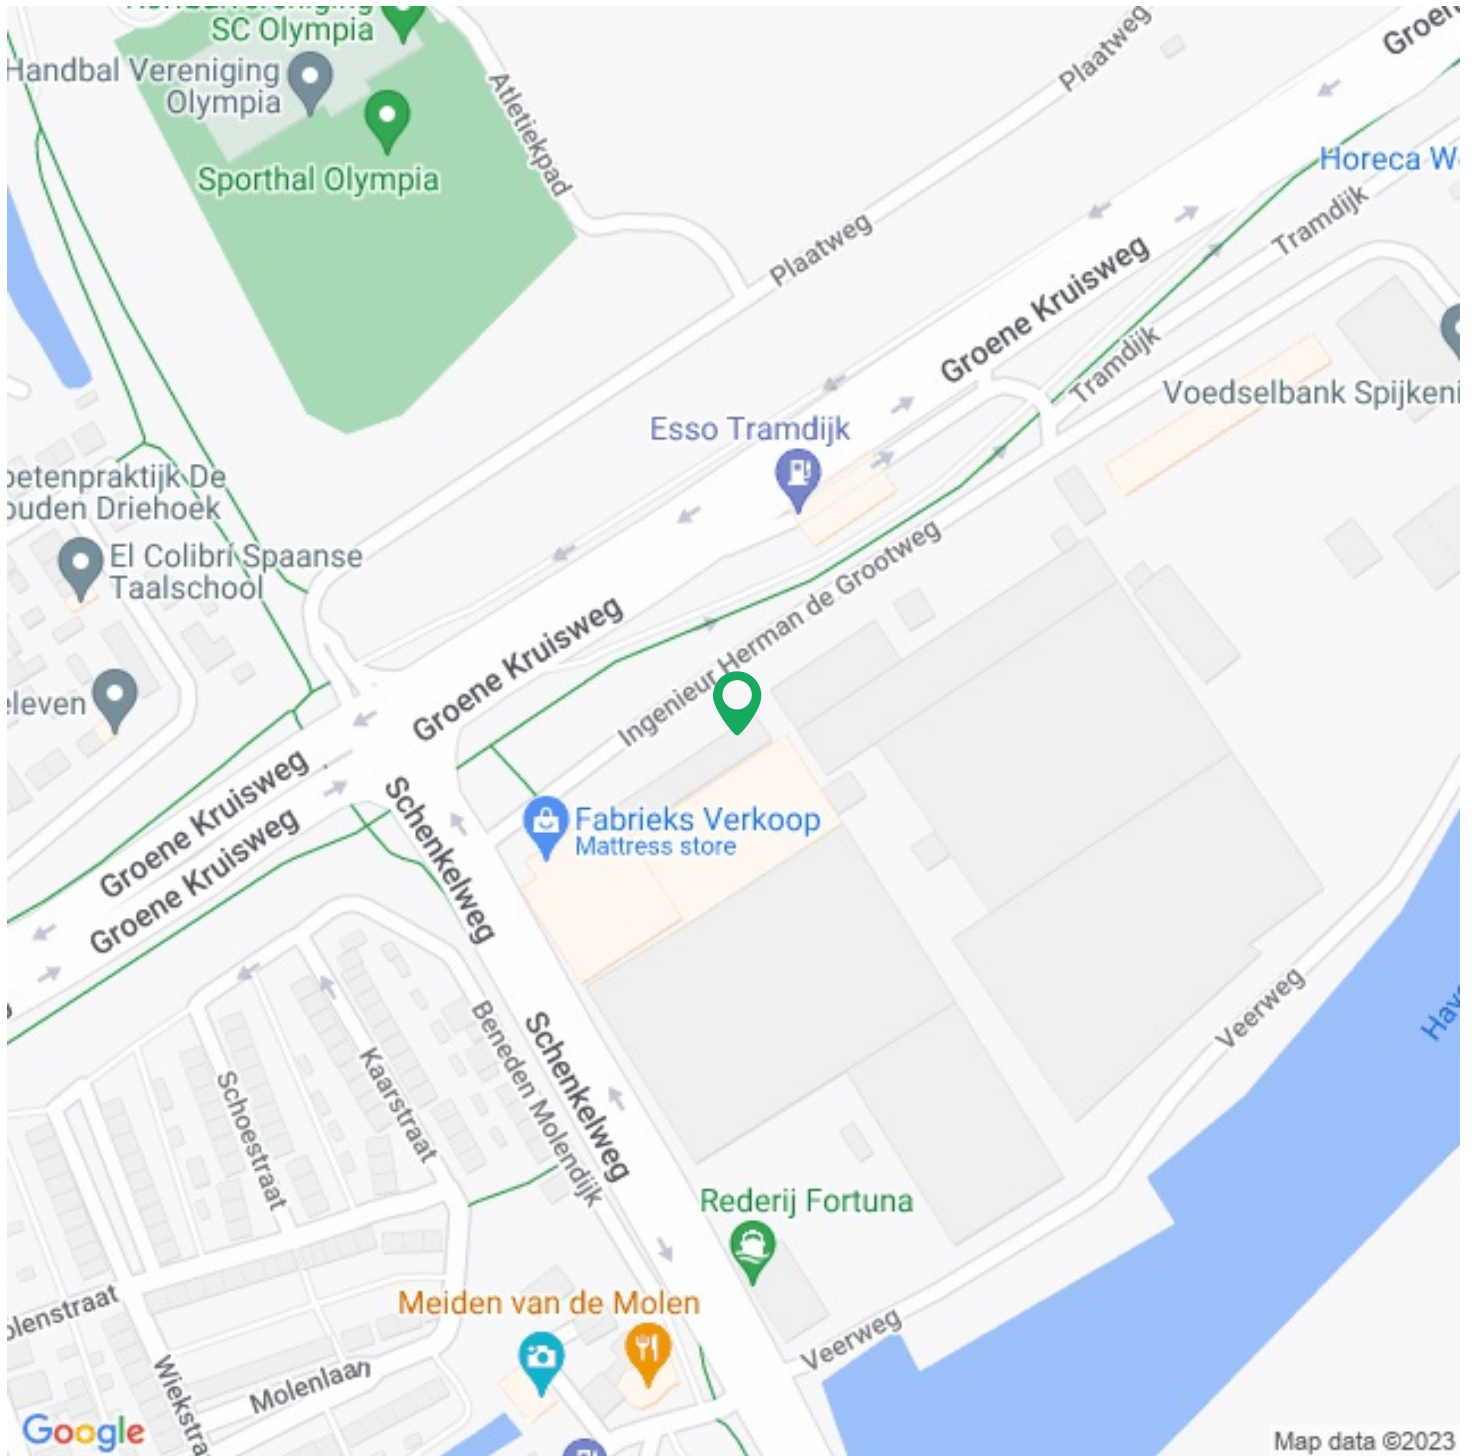 SC Olympia
Handbal Vereniging
Olympia
Sporthal Olympia
Atletiekpad
Plaatweg
Plaatweg
Horeca
Tramdijk
Groene Kruisweg
Tramdijk
Voedselbank
Esso Tramdijk
El Colibrí Spaanse
Taalschool
Ingenieur Herman de Grootweg
Groene Kruisweg
Groene Kruisweg
Groene Kruisweg
Schenkelweg
Fabrieks Verkoop
Mattress store
Schenkelweg
Beneden Molendijk
Kaarstraat
Schoestraat
Veerweg
Rederij Fortuna
Meiden van de Molen
Veerweg
Molenlaan
Google
Map data ©2023